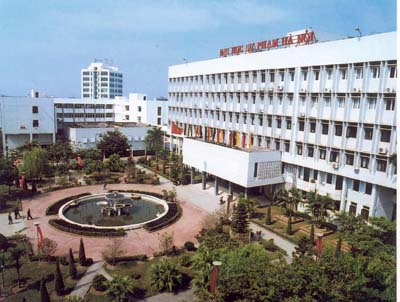 ĐẠI HỌC SƯ PHẠM HÀ NỘI